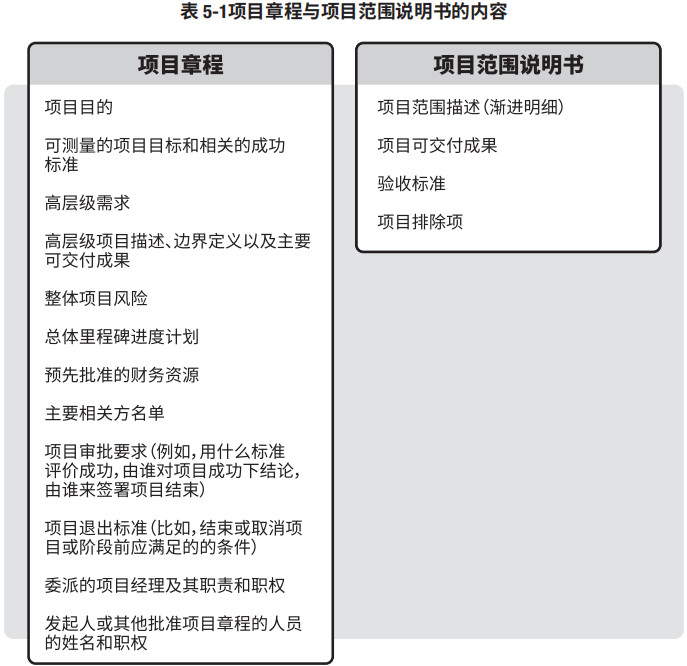 表 5-1项目章程与项目范围说明书的内容
项目章程
项目目的
可测量的项目目标和相关的成功
标准
高层级需求
高层级项目描述、边界定义以及主要
可交付成果
整体项目风险
总体里程碑进度计划
预先批准的财务资源
主要相关方名单
项目审批要求（例如，用什么标准
评价成功，由谁对项目成功下结论，
由谁来签署项目结束）
项目退出标准（比如，结束或取消项
目或阶段前应满足的的条件）
委派的项目经理及其职责和职权
发起人或其他批准项目章程的人员
的姓名和职权
项目范围说明书
项目范围描述（渐进明细）
项目可交付成果
验收标准
项目排除项